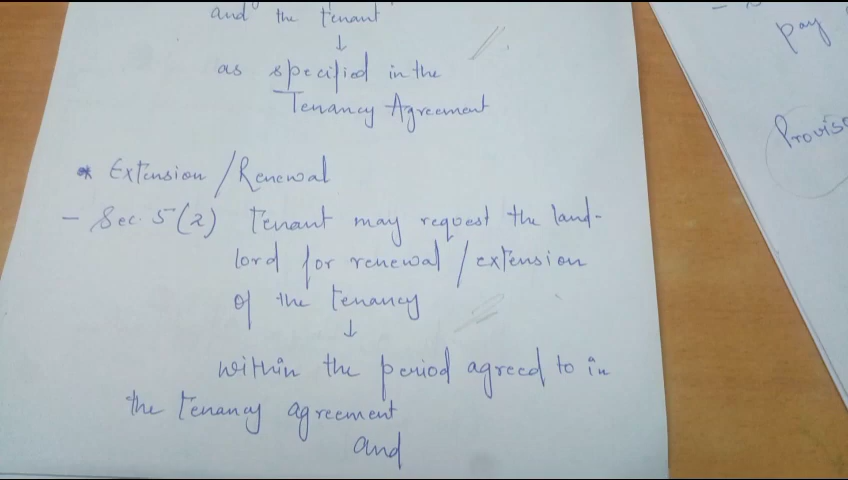 and the tenant
↓
as specified in the
Tenancy Agreement
* Extension / Renewal
- Sec. 5(2) Tenant may request the land-
lord for renewal / extension
of the tenancy
↓
within the period agreed to in
the tenancy agreement
and
pay
Proviso